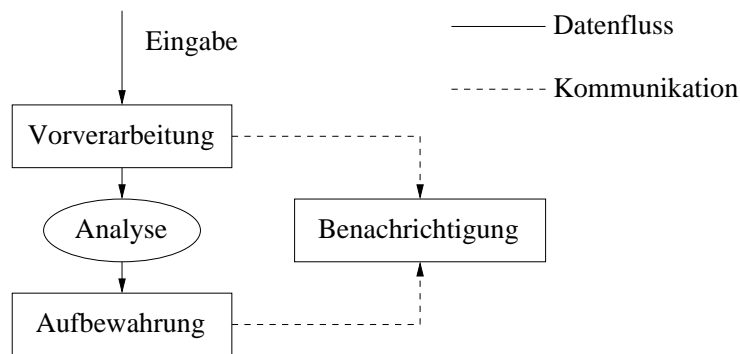 Eingabe
Datenfluss
Kommunikation
Vorverarbeitung
Analyse
Benachrichtigung
Aufbewahrung